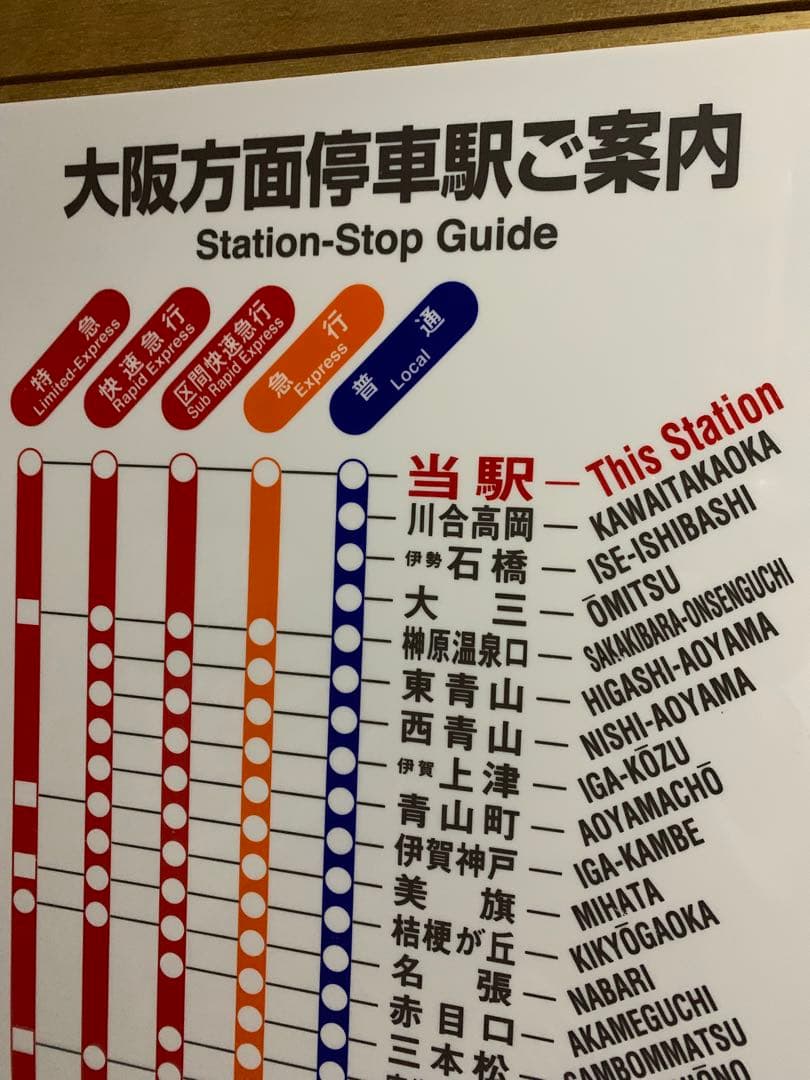 大阪方面停車駅ご案内
Station-Stop Guide
特急
Limited-Express
快速急行
Rapid Express
区間快速急行
Sub Rapid Express
急行
Express
普通
Local
当駅 — This Station
川合高岡 — KAWAITAKAOKA
伊勢石橋 — ISE-ISHIBASHI
大三 — ŌMITSU
榊原温泉口 — SAKAKIBARA-ONSENGUCHI
東青山 — HIGASHI-AOYAMA
西青山 — NISHI-AOYAMA
伊賀上津 — IGA-KŌZU
青山町 — AOYAMACHŌ
伊賀神戸 — IGA-KAMBE
美旗 — MIHATA
桔梗が丘 — KIKYŌGAOKA
名張 — NABARI
赤目口 — AKAMEGUCHI
三本松 — SAMBOMMATSU